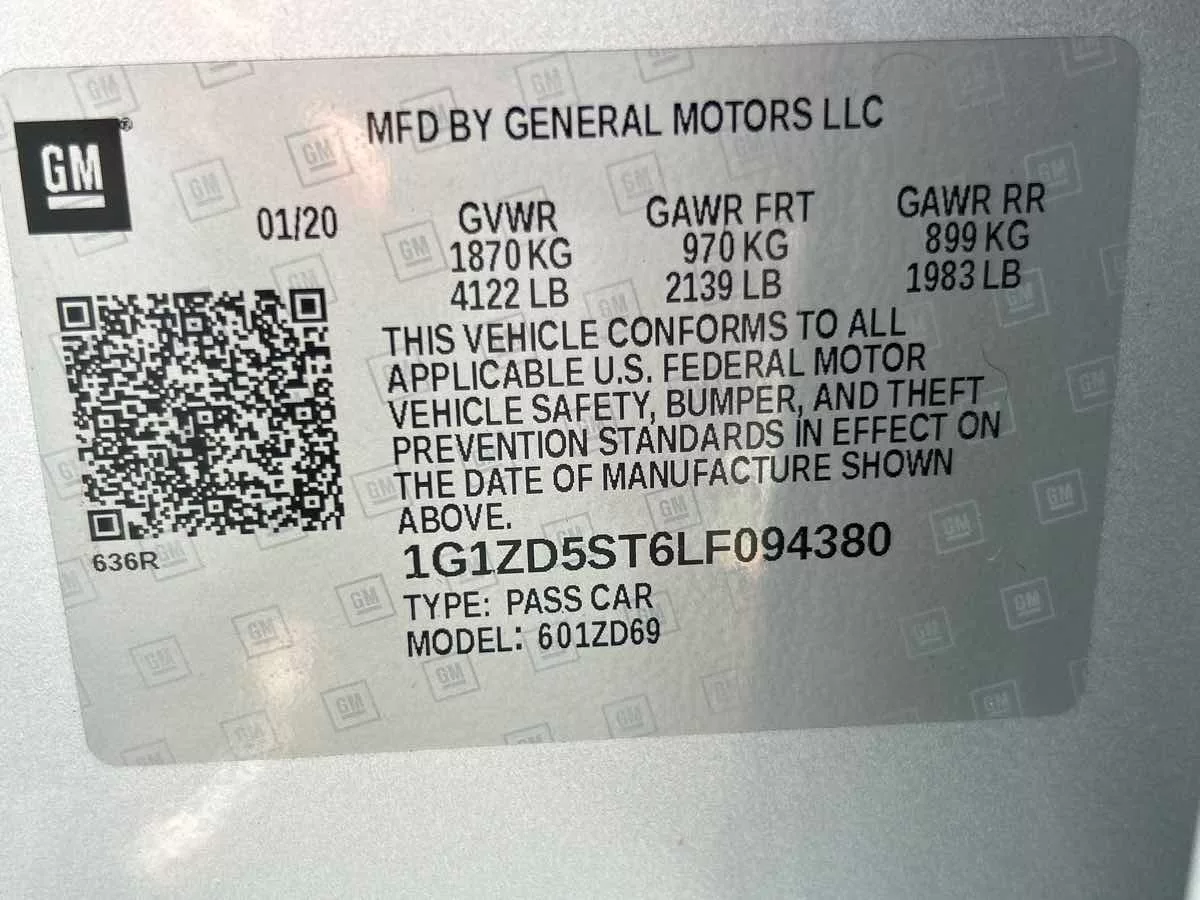 MFD BY GENERAL MOTORS LLC
GM
®
01/20
GVWR
1870 KG
4122 LB
GAWR FRT
970 KG
2139 LB
GAWR RR
899 KG
1983 LB
THIS VEHICLE CONFORMS TO ALL
APPLICABLE U.S. FEDERAL MOTOR
VEHICLE SAFETY, BUMPER, AND THEFT
PREVENTION STANDARDS IN EFFECT ON
THE DATE OF MANUFACTURE SHOWN
ABOVE.
636R
1G1ZD5ST6LF094380
TYPE: PASS CAR
MODEL: 601ZD69